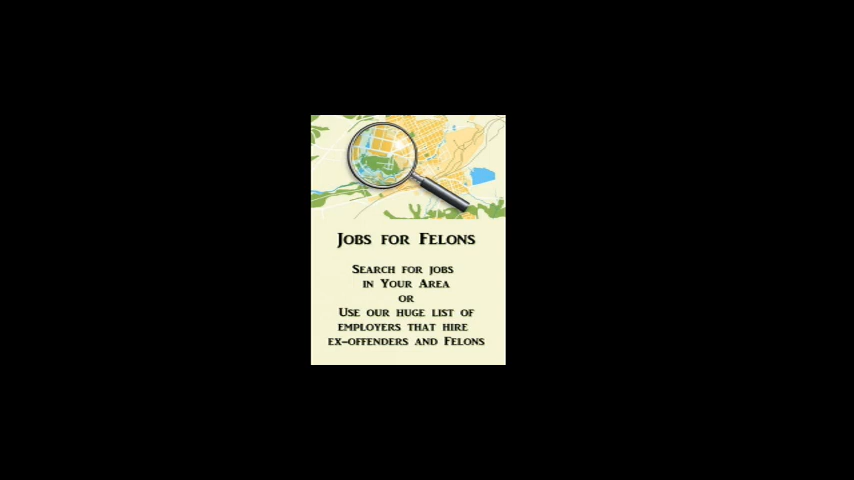 Jobs for Felons
Search for jobs
in Your Area
or
Use our huge list of
employers that hire
ex-offenders and Felons